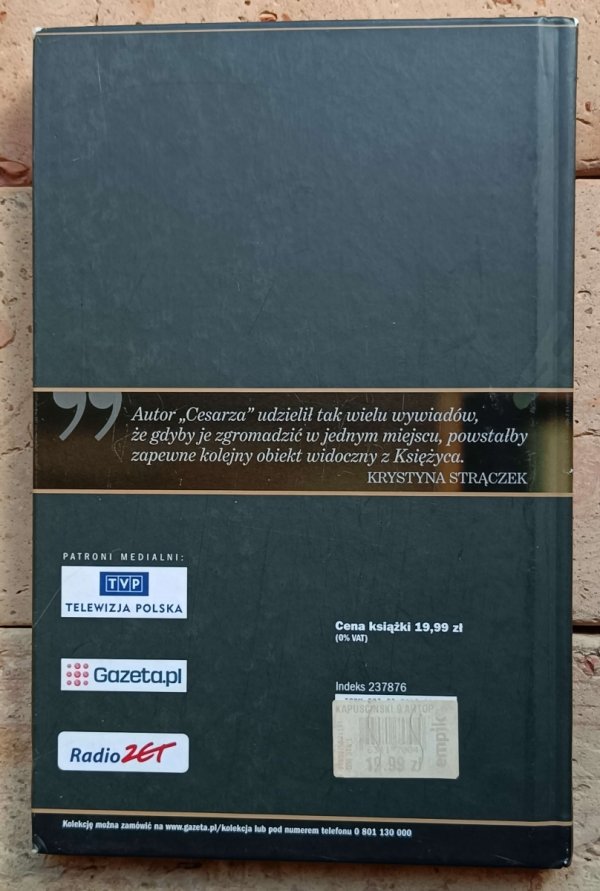 ”
Autor „Cesarza” udzielił tak wielu wywiadów,
że gdyby je zgromadzić w jednym miejscu, powstałby
zapewne kolejny obiekt widoczny z Księżyca.
KRYSTYNA STRĄCZEK
PATRONI MEDIALNI:
TVP
TELEWIZJA POLSKA
Gazeta.pl
Radio ZET
Cena książki 19,99 zł
(0% VAT)
Indeks 237876
KAPUŚCIŃSKI
empik
19.99 zł
Kolekcję można zamówić na www.gazeta.pl/kolekcja lub pod numerem telefonu 0 801 130 000